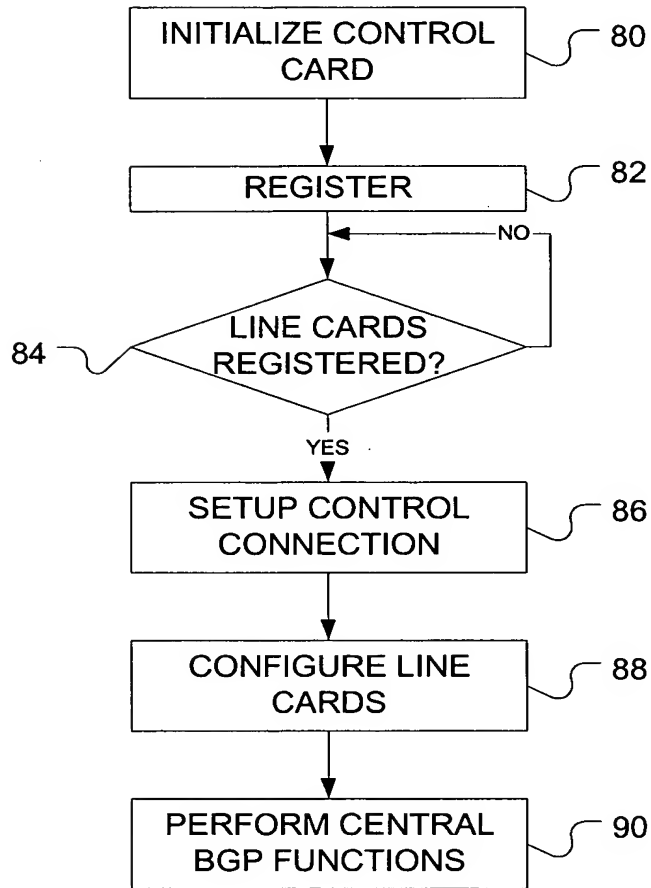 INITIALIZE CONTROL
CARD
80
REGISTER
82
NO
LINE CARDS
REGISTERED?
84
YES
SETUP CONTROL
CONNECTION
86
CONFIGURE LINE
CARDS
88
PERFORM CENTRAL
BGP FUNCTIONS
90